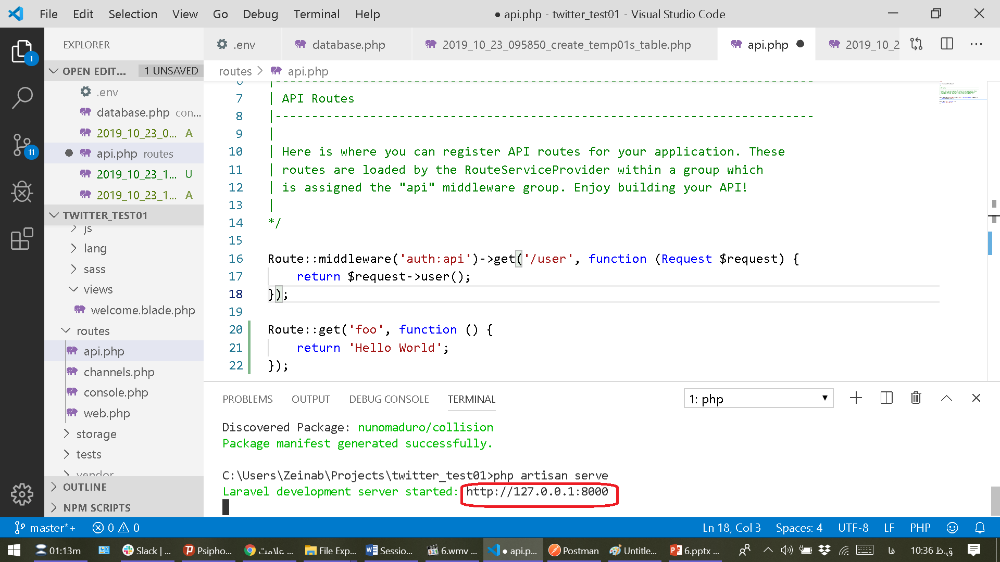 File Edit Selection View Go Debug Terminal Help
● api.php - twitter_test01 - Visual Studio Code
EXPLORER
.env
database.php
2019_10_23_095850_create_temp01s_table.php
api.php
2019_10_2
OPEN EDIT... 1 UNSAVED
routes > api.php
.env
database.php con...
2019_10_23_0... A
api.php routes
2019_10_23_1... U
2019_10_23_1... A
TWITTER_TEST01
js
lang
sass
views
welcome.blade.php
routes
api.php
channels.php
console.php
web.php
storage
tests
vendor
OUTLINE
NPM SCRIPTS
6 |--------------------------------------------------------------------------
7 | API Routes
8 |--------------------------------------------------------------------------
9 |
10 | Here is where you can register API routes for your application. These
11 | routes are loaded by the RouteServiceProvider within a group which
12 | is assigned the "api" middleware group. Enjoy building your API!
13 |
14 */
15
16 Route::middleware('auth:api')->get('/user', function (Request $request) {
17 return $request->user();
18 });
19
20 Route::get('foo', function () {
21 return 'Hello World';
22 });
PROBLEMS OUTPUT DEBUG CONSOLE TERMINAL
1: php
Discovered Package: nunomaduro/collision
Package manifest generated successfully.
C:\Users\Zeinab\Projects\twitter_test01>php artisan serve
Laravel development server started: http://127.0.0.1:8000
1
11
master*+ 0 0
Ln 18, Col 3 Spaces: 4 UTF-8 LF PHP
01:13m
Slack | ...
Psipho...
علامت ...
File Exp...
Sessio...
6.wmv ...
● api.p...
Postman
Untitle...
6.pptx ...
فا
10:36 ق.ظ